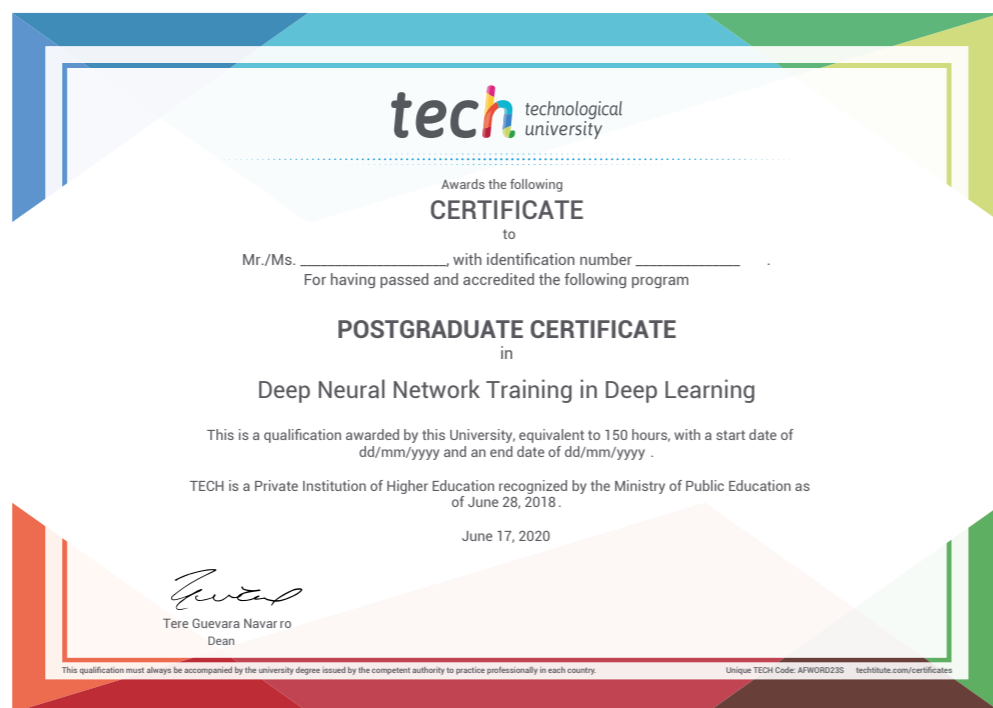 tech technological
university
Awards the following
CERTIFICATE
to
Mr./Ms. ____________________, with identification number ______________ .
For having passed and accredited the following program
POSTGRADUATE CERTIFICATE
in
Deep Neural Network Training in Deep Learning
This is a qualification awarded by this University, equivalent to 150 hours, with a start date of
dd/mm/yyyy and an end date of dd/mm/yyyy .
TECH is a Private Institution of Higher Education recognized by the Ministry of Public Education as
of June 28, 2018 .
June 17, 2020
Tere Guevara Navar ro
Dean
This qualification must always be accompanied by the university degree issued by the competent authority to practice professionally in each country.
Unique TECH Code: AFWORD23S techtitute.com/certificates